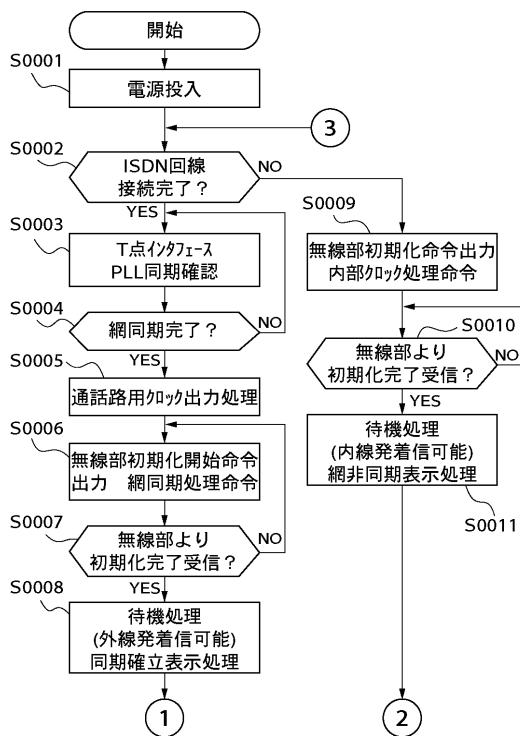 開始
S0001
電源投入
3
S0002
ISDN回線
接続完了？
NO
YES
S0003
T点ｲﾝﾀﾌｪｰｽ
PLL同期確認
S0004
網同期完了？
NO
YES
S0005
通話路用ｸﾛｯｸ出力処理
S0006
無線部初期化開始命令
出力　網同期処理命令
S0007
無線部より
初期化完了受信？
NO
YES
S0008
待機処理
(外線発着信可能)
同期確立表示処理
1
S0009
無線部初期化命令出力
内部ｸﾛｯｸ処理命令
S0010
無線部より
初期化完了受信？
NO
YES
待機処理
(内線発着信可能)
網非同期表示処理
S0011
2